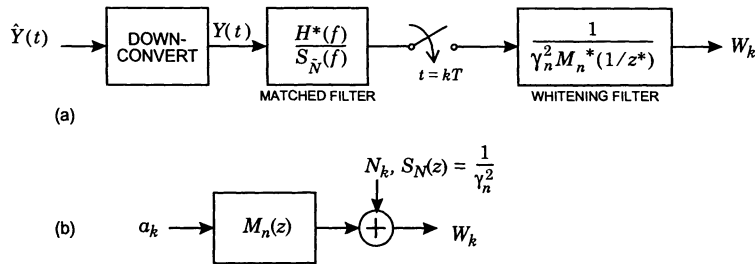 Ŷ(t)
DOWN-
CONVERT
Y(t)
H*(f)
S_Ñ(f)
MATCHED FILTER
t = kT
1
γ_n^2 M_n*(1/z*)
WHITENING FILTER
W_k
(a)
N_k, S_N(z) = 1/γ_n^2
(b)
a_k
M_n(z)
+
W_k